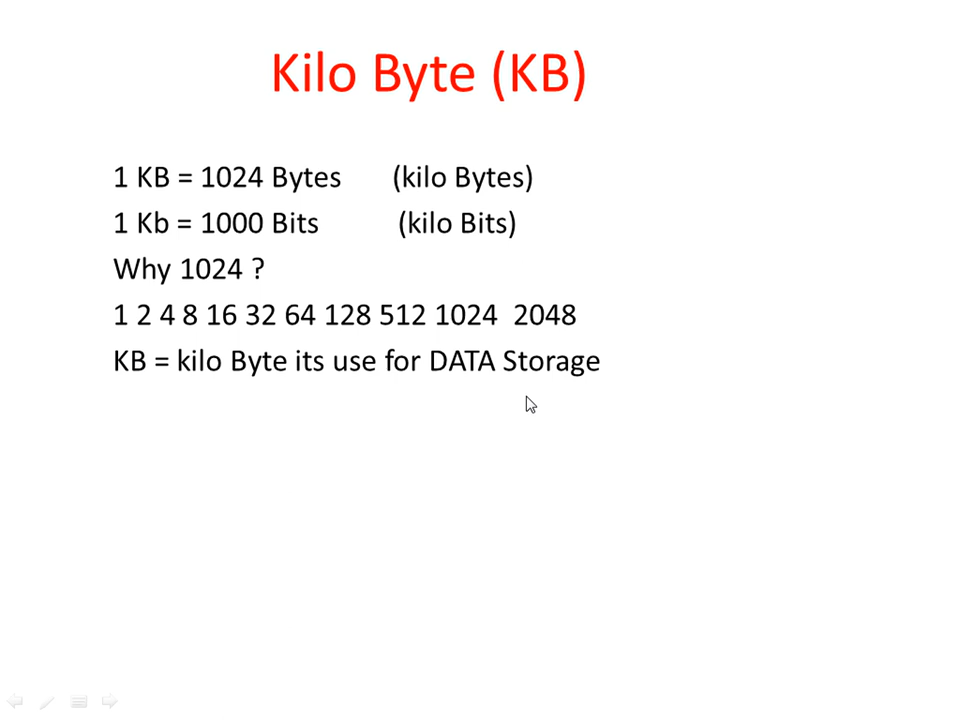 Kilo Byte (KB)
1 KB = 1024 Bytes (kilo Bytes)
1 Kb = 1000 Bits (kilo Bits)
Why 1024 ?
1 2 4 8 16 32 64 128 512 1024 2048
KB = kilo Byte its use for DATA Storage